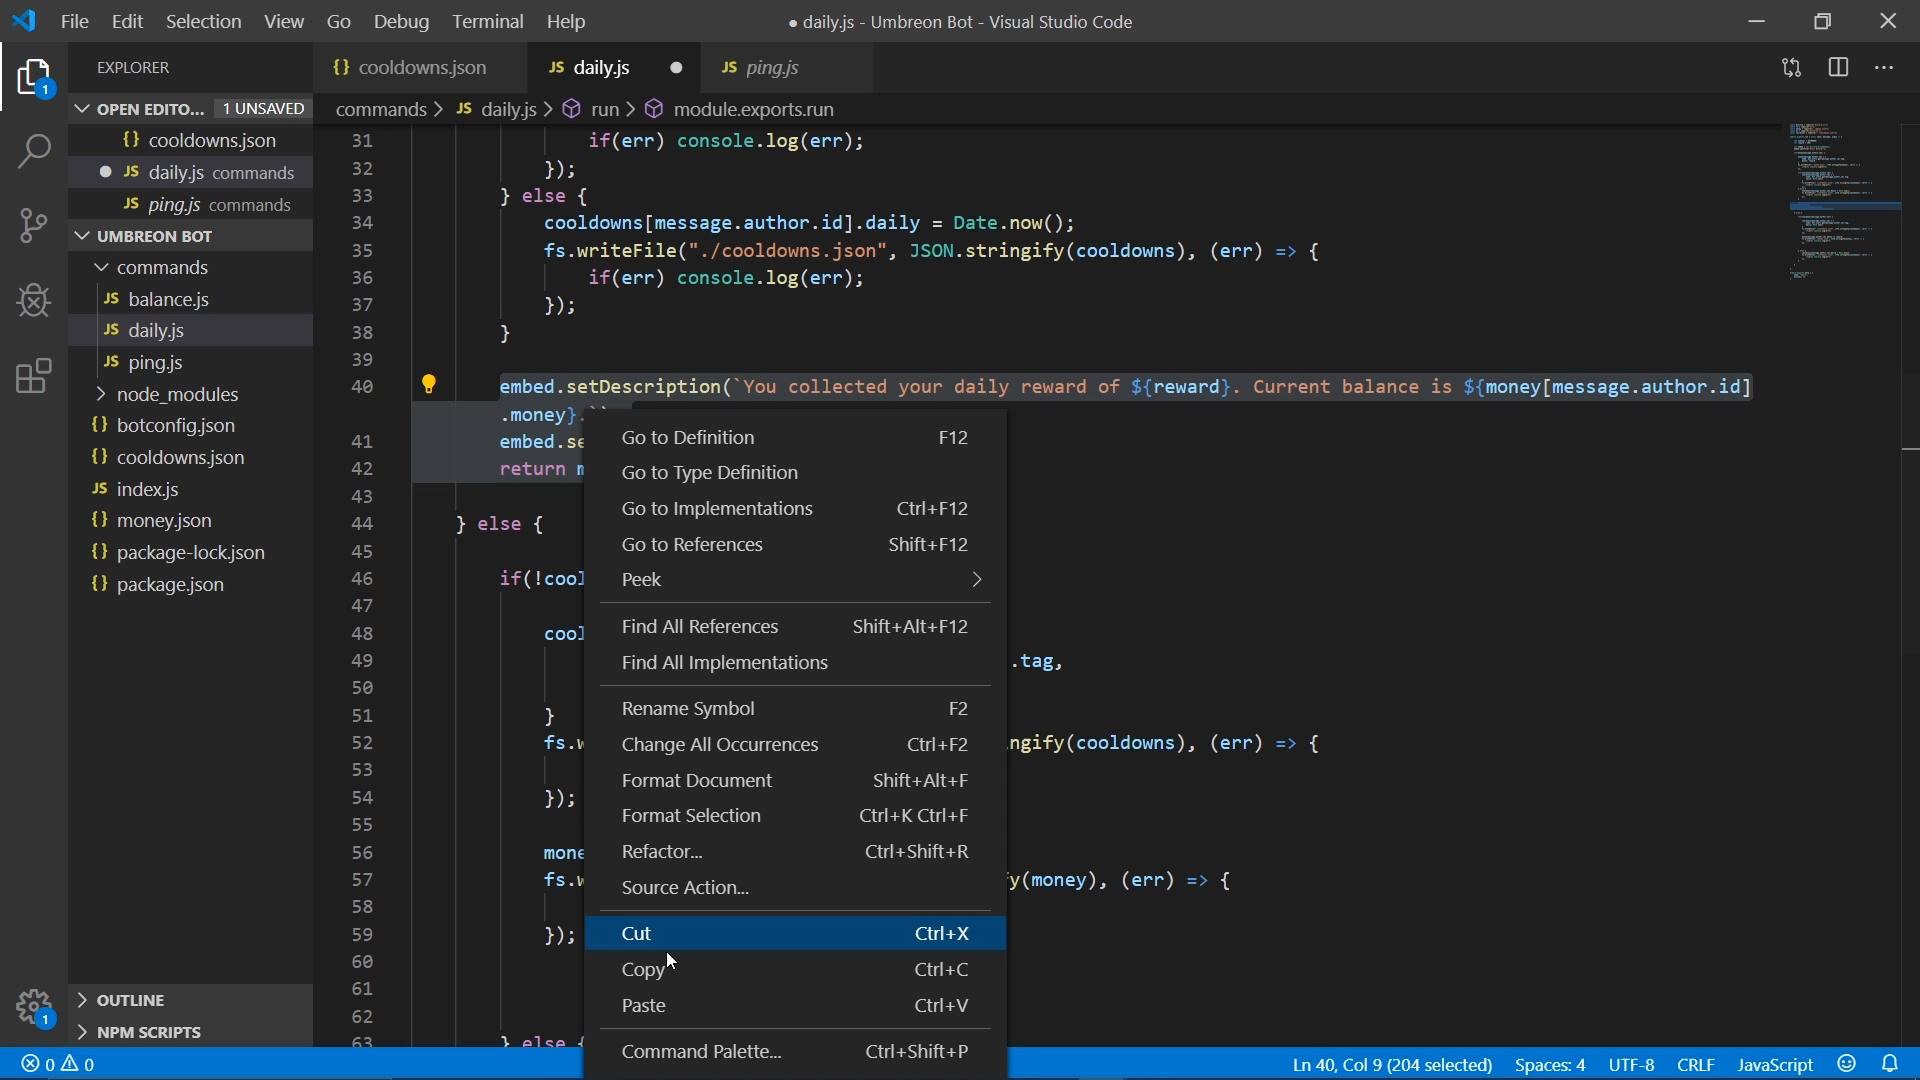 File Edit Selection View Go Debug Terminal Help
● daily.js - Umbreon Bot - Visual Studio Code
EXPLORER
{} cooldowns.json
JS daily.js ●
JS ping.js
OPEN EDITO... 1 UNSAVED
commands > JS daily.js > run > module.exports.run
{} cooldowns.json
● JS daily.js commands
JS ping.js commands
UMBREON BOT
commands
JS balance.js
JS daily.js
JS ping.js
node_modules
{} botconfig.json
{} cooldowns.json
JS index.js
{} money.json
{} package-lock.json
{} package.json
OUTLINE
NPM SCRIPTS
1
1
31 if(err) console.log(err);
32 });
33 } else {
34 cooldowns[message.author.id].daily = Date.now();
35 fs.writeFile("./cooldowns.json", JSON.stringify(cooldowns), (err) => {
36 if(err) console.log(err);
37 });
38 }
39
40 embed.setDescription(`You collected your daily reward of ${reward}. Current balance is ${money[message.author.id]
.money}.`)
41 embed.se
42 return m
43
44 } else {
45
46 if(!cool
47
48 cool
49 .tag,
50
51 }
52 fs.w ngify(cooldowns), (err) => {
53
54 });
55
56 mone
57 fs.w y(money), (err) => {
58
59 });
60
61
62
63 } else {
Go to Definition F12
Go to Type Definition
Go to Implementations Ctrl+F12
Go to References Shift+F12
Peek >
Find All References Shift+Alt+F12
Find All Implementations
Rename Symbol F2
Change All Occurrences Ctrl+F2
Format Document Shift+Alt+F
Format Selection Ctrl+K Ctrl+F
Refactor... Ctrl+Shift+R
Source Action...
Cut Ctrl+X
Copy Ctrl+C
Paste Ctrl+V
Command Palette... Ctrl+Shift+P
0 0
Ln 40, Col 9 (204 selected) Spaces: 4 UTF-8 CRLF JavaScript